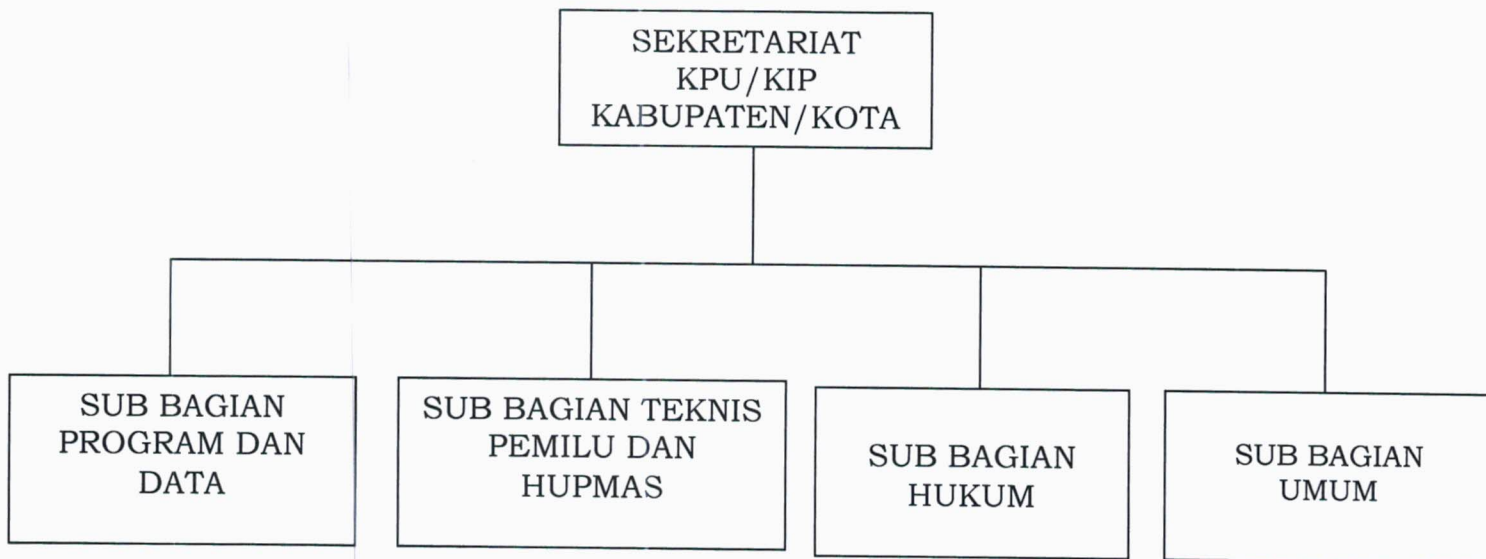 SEKRETARIAT
KPU/KIP
KABUPATEN/KOTA
SUB BAGIAN
PROGRAM DAN
DATA
SUB BAGIAN TEKNIS
PEMILU DAN
HUPMAS
SUB BAGIAN
HUKUM
SUB BAGIAN
UMUM